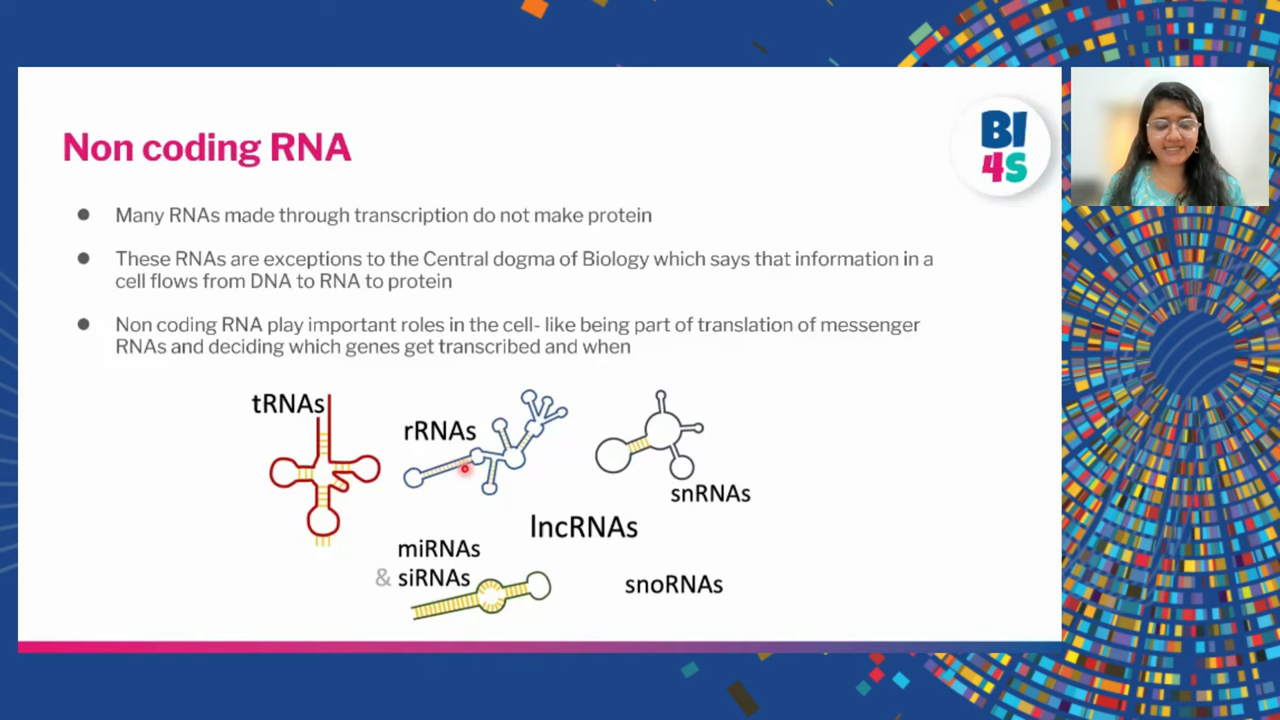 Non coding RNA
BI
4S
● Many RNAs made through transcription do not make protein
● These RNAs are exceptions to the Central dogma of Biology which says that information in a
cell flows from DNA to RNA to protein
● Non coding RNA play important roles in the cell- like being part of translation of messenger
RNAs and deciding which genes get transcribed and when
tRNAs
rRNAs
snRNAs
lncRNAs
miRNAs
& siRNAs
snoRNAs